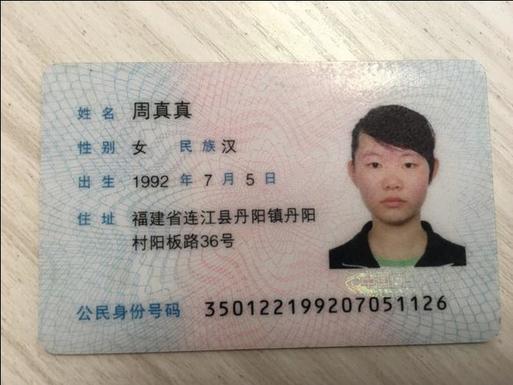 姓名 周真真
性别 女 民族 汉
出生 1992 年 7 月 5 日
住址 福建省连江县丹阳镇丹阳
村阳板路36号
公民身份号码 350122199207051126